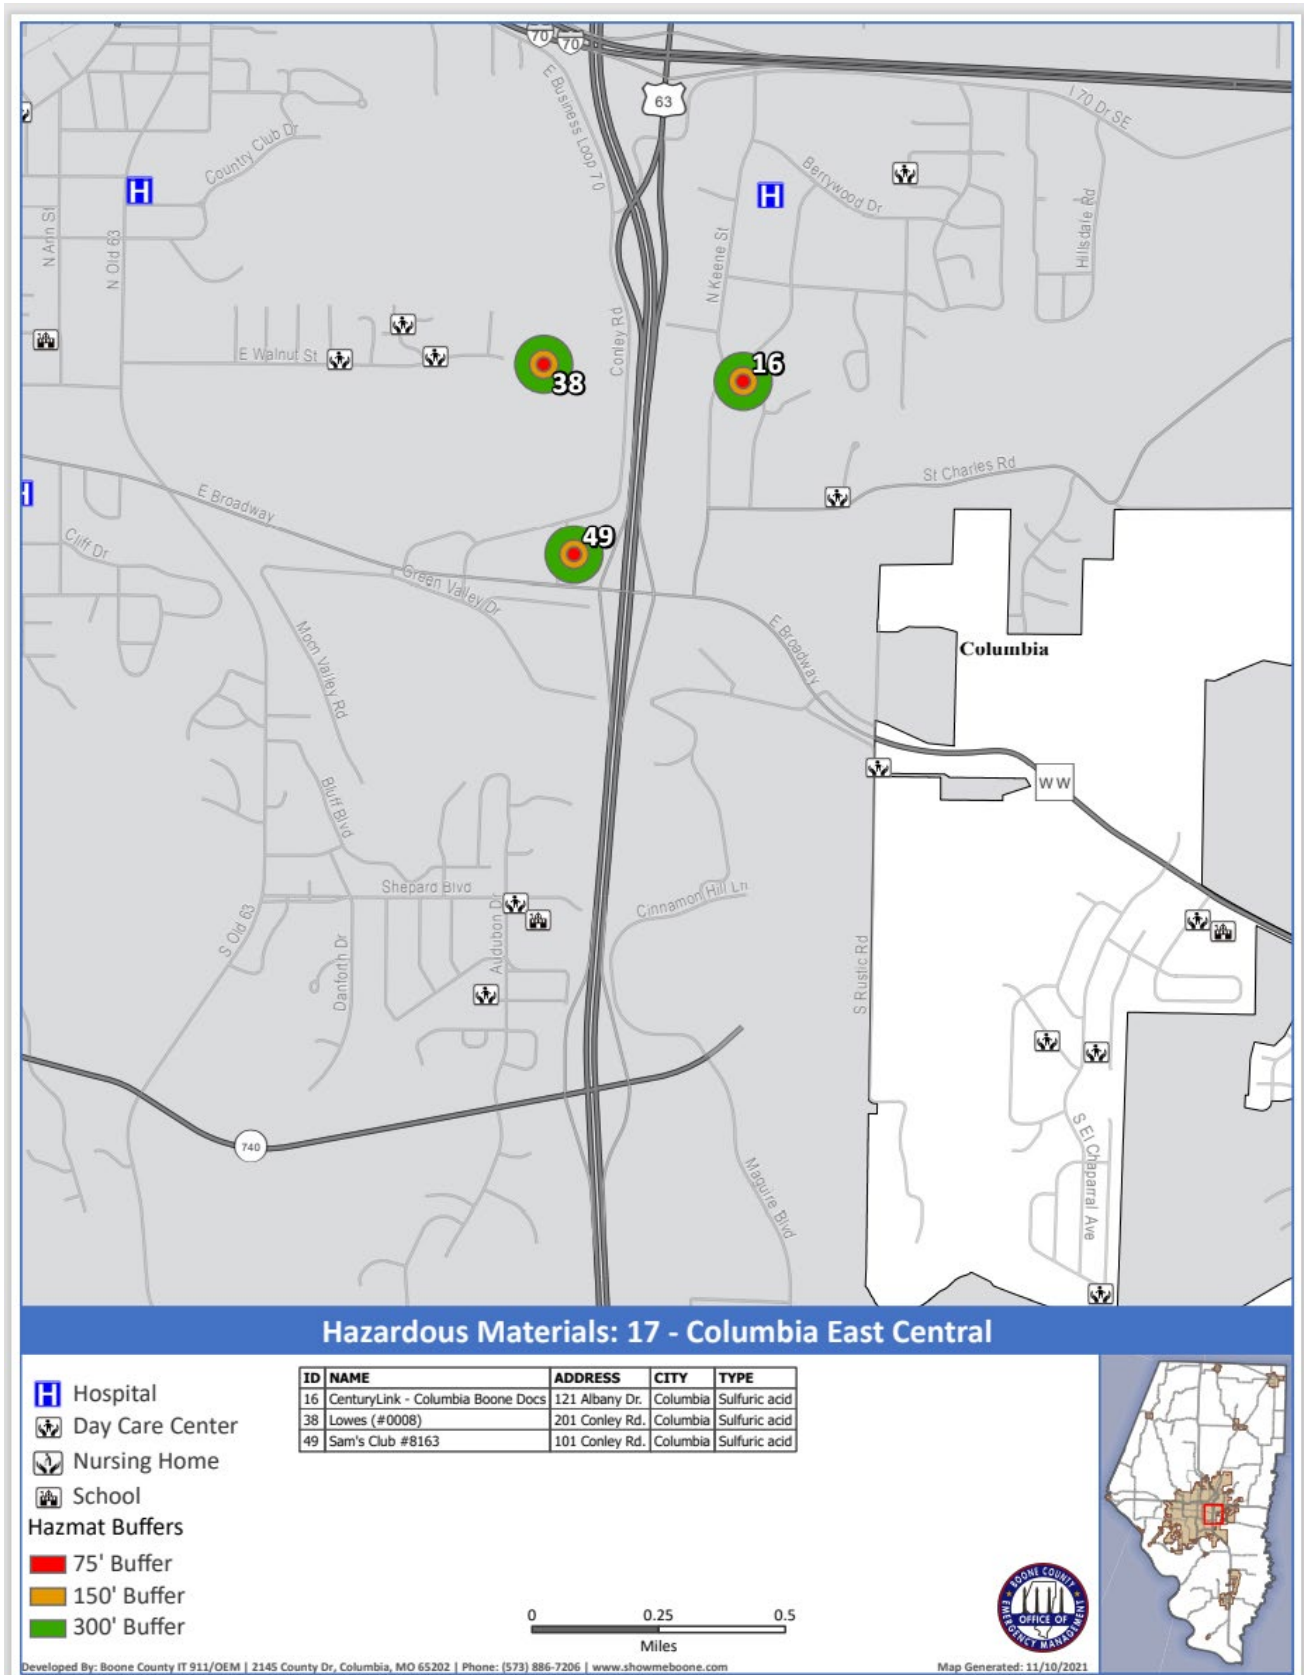 70
70
63
I 70 Dr SE
E Business Loop 70
Country Club Dr
Berrywood Dr
Hillsdale Rd
N Ann St
N Old 63
N Keene St
Conley Rd
E Walnut St
38
16
St Charles Rd
E Broadway
Cliff Dr
49
Green Valley Dr
Moon Valley Rd
E Broadway
Columbia
WW
Bluff Blvd
Shepard Blvd
Cinnamon Hill Ln
S Old 63
Audubon Dr
Danforth Dr
S Rustic Rd
740
S El Chaparral Ave
Maguire Blvd
Hazardous Materials: 17 - Columbia East Central
H Hospital
Day Care Center
Nursing Home
School
Hazmat Buffers
75' Buffer
150' Buffer
300' Buffer
ID NAME ADDRESS CITY TYPE
16 CenturyLink - Columbia Boone Docs 121 Albany Dr. Columbia Sulfuric acid
38 Lowes (#0008) 201 Conley Rd. Columbia Sulfuric acid
49 Sam's Club #8163 101 Conley Rd. Columbia Sulfuric acid
0 0.25 0.5
Miles
BOONE COUNTY
OFFICE OF
EMERGENCY MANAGEMENT
Developed By: Boone County IT 911/OEM | 2145 County Dr, Columbia, MO 65202 | Phone: (573) 886-7206 | www.showmeboone.com
Map Generated: 11/10/2021